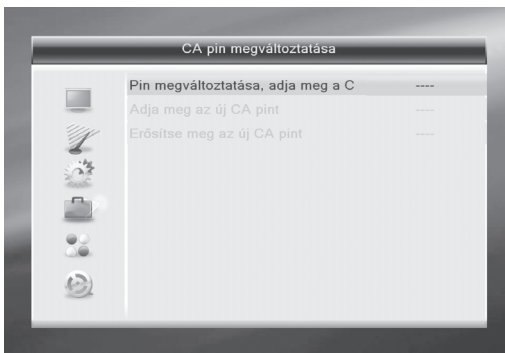 CA pin megváltoztatása
Pin megváltoztatása, adja meg a C ----
Adja meg az új CA pint ----
Erősítse meg az új CA pint ----